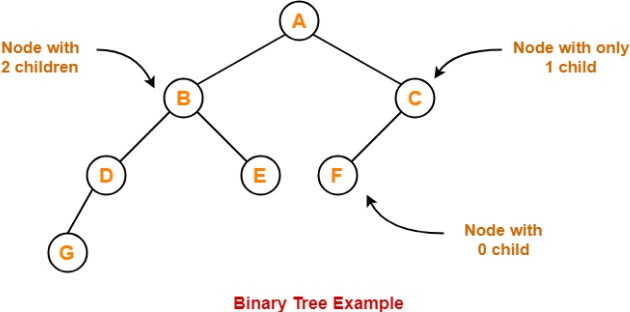 A
Node with
2 children
Node with only
1 child
B
C
D
E
F
G
Node with
0 child
Binary Tree Example